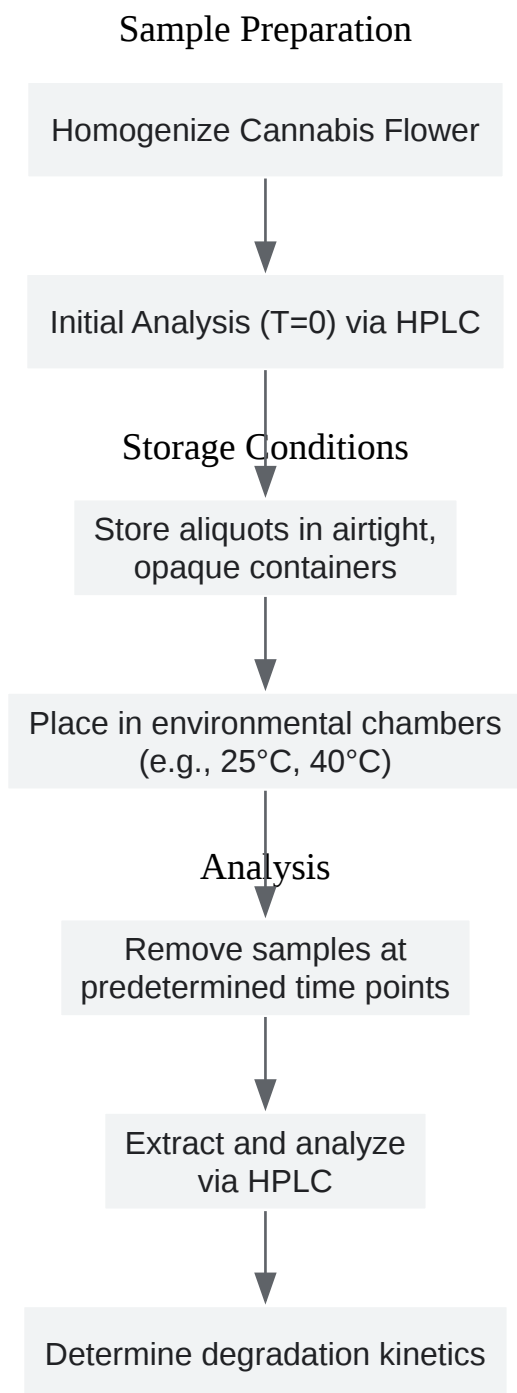 Sample Preparation
Homogenize Cannabis Flower
Initial Analysis (T=0) via HPLC
Storage Conditions
Store aliquots in airtight,
opaque containers
Place in environmental chambers
(e.g., 25°C, 40°C)
Analysis
Remove samples at
predetermined time points
Extract and analyze
via HPLC
Determine degradation kinetics